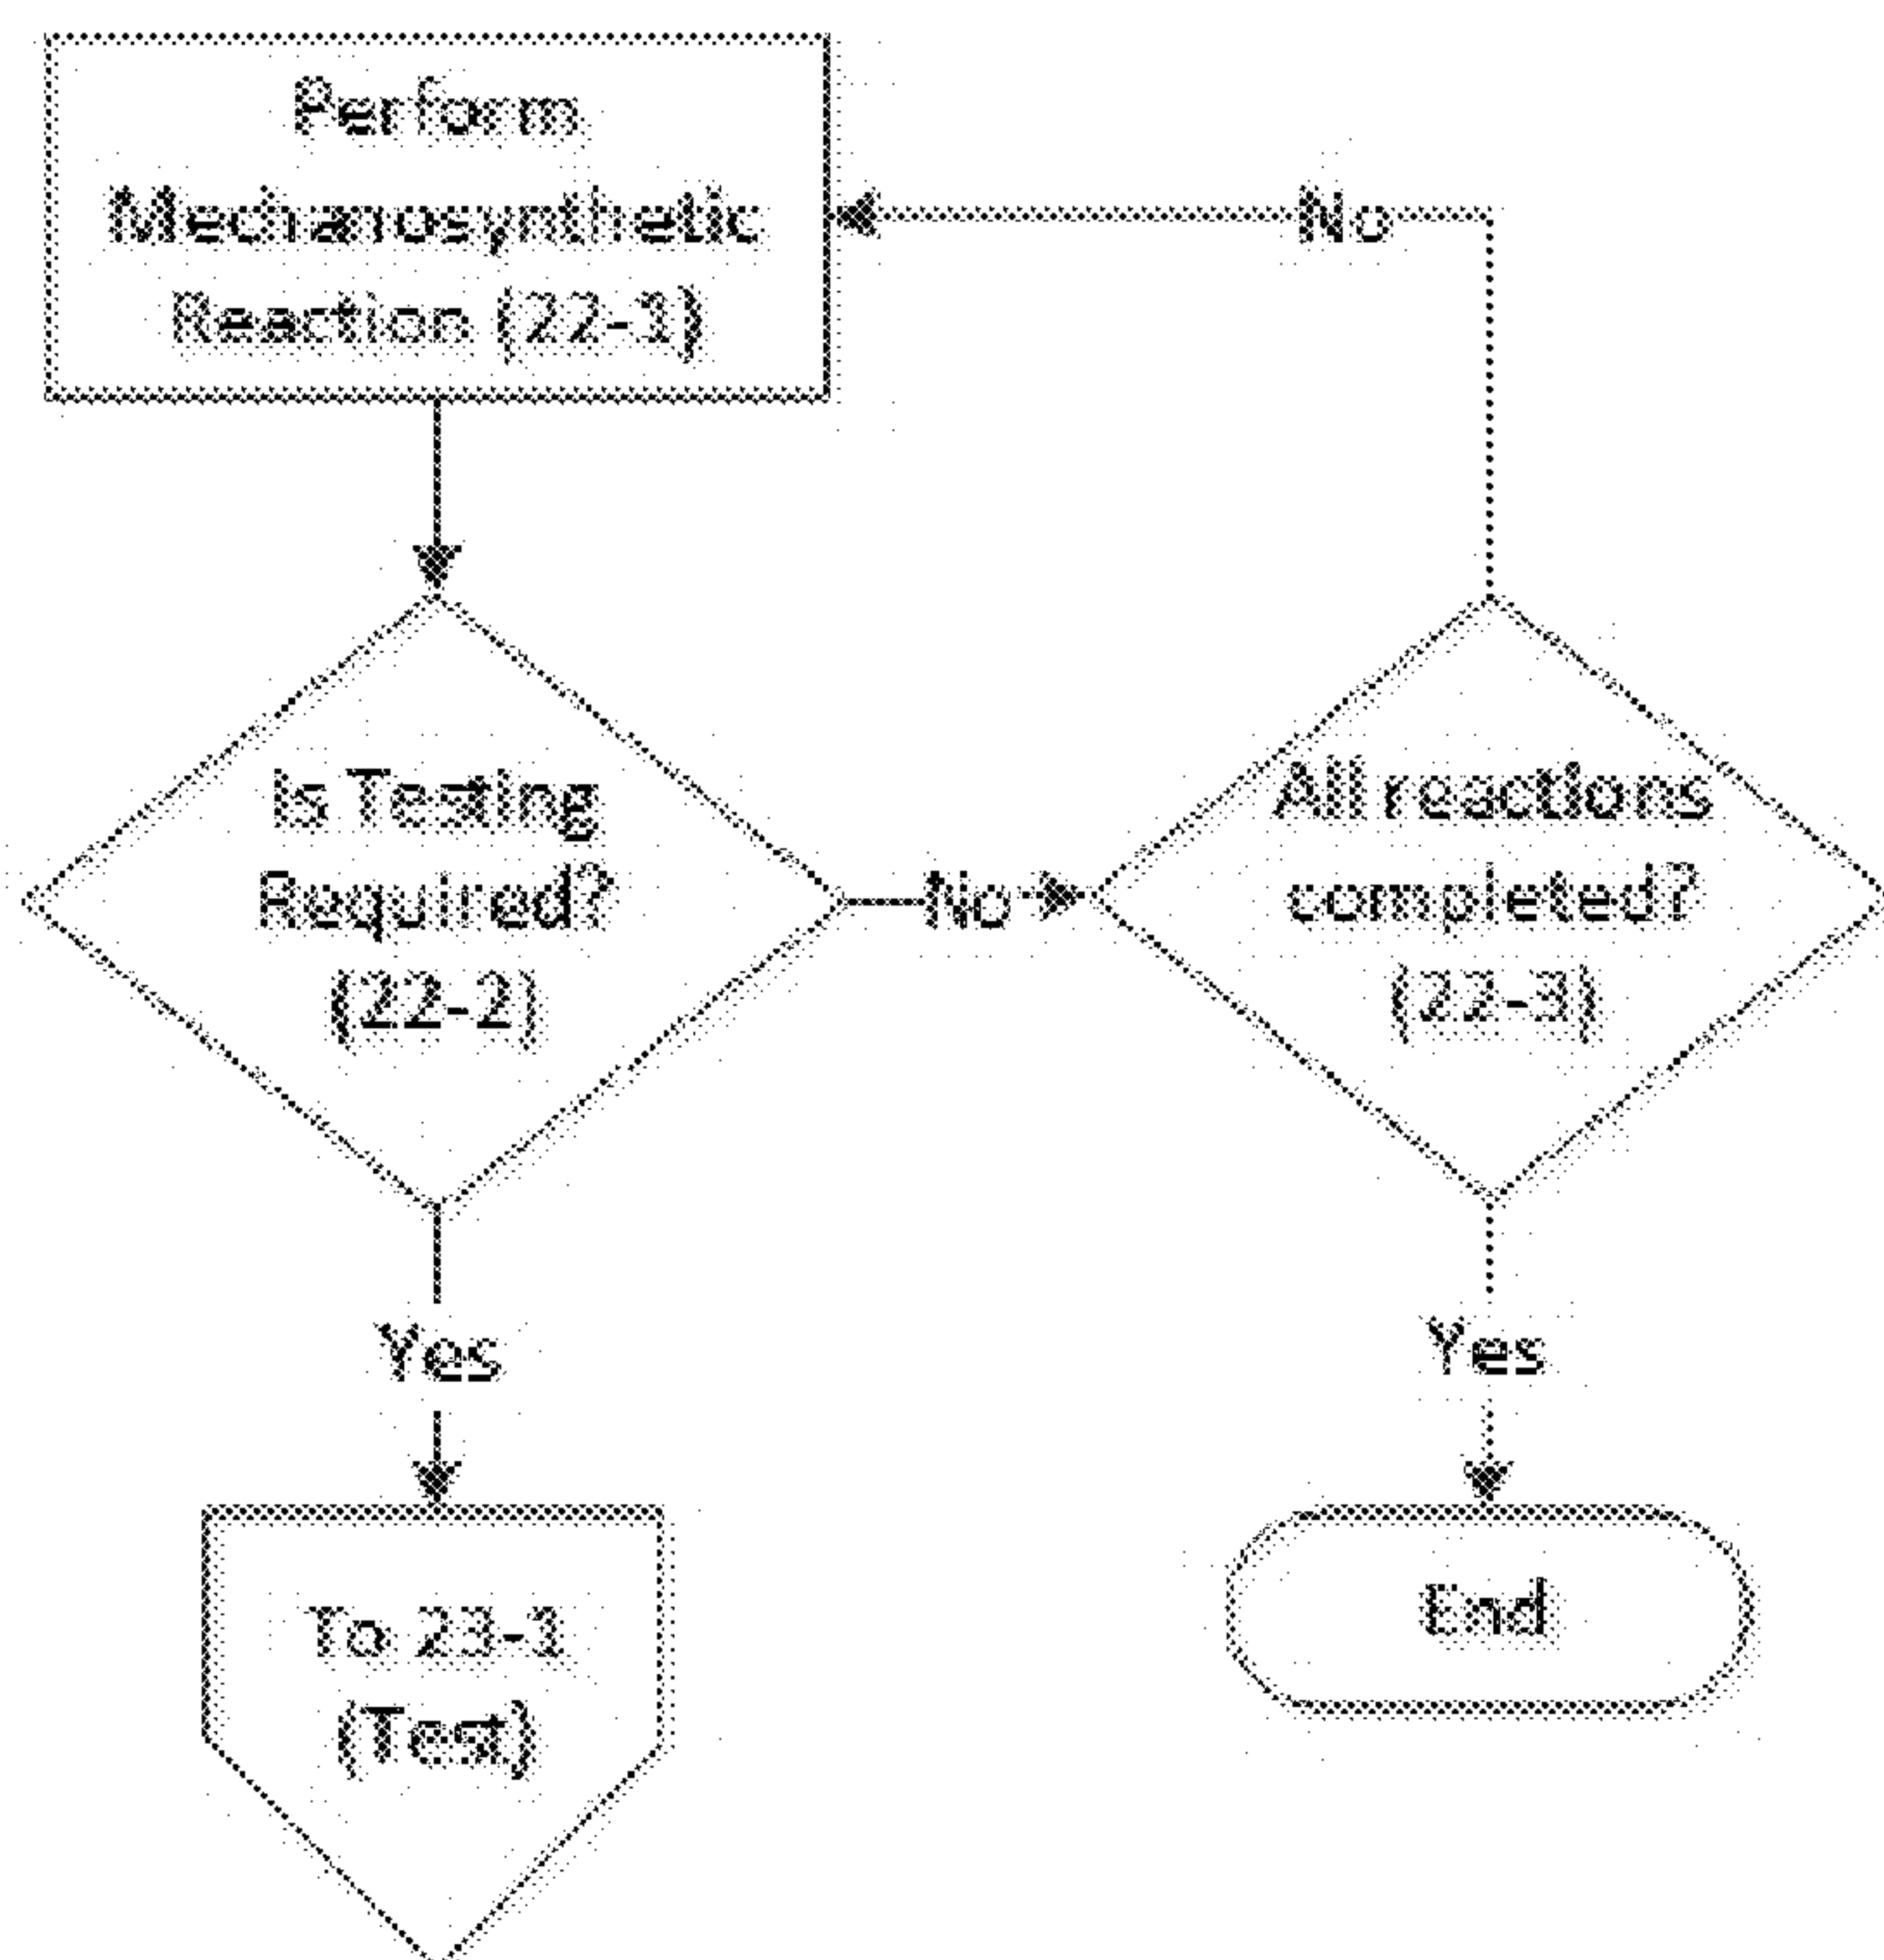 Perform
Mechanosynthetic
Reaction (22-1)
No
Is Testing
Required?
(22-2)
No
All reactions
completed?
(22-3)
Yes
Yes
To 23-1
(Test)
End